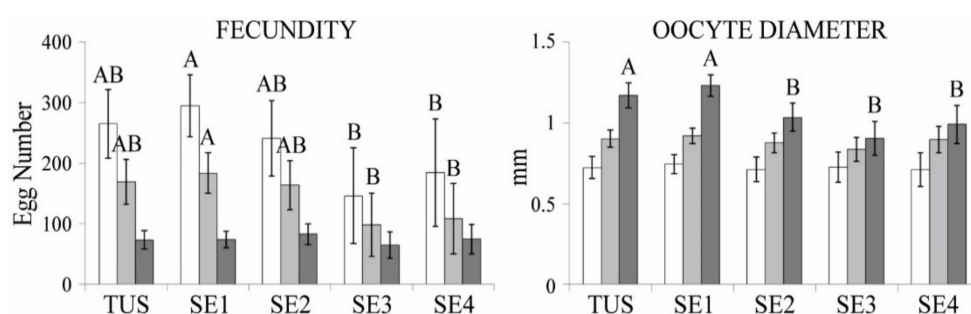 FECUNDITY
Egg Number
400
300
200
100
0
AB
AB
A
A
AB
AB
B
B
B
B
TUS SE1 SE2 SE3 SE4
OOCYTE DIAMETER
mm
1.5
1
0.5
0
A
A
B
B
B
TUS SE1 SE2 SE3 SE4